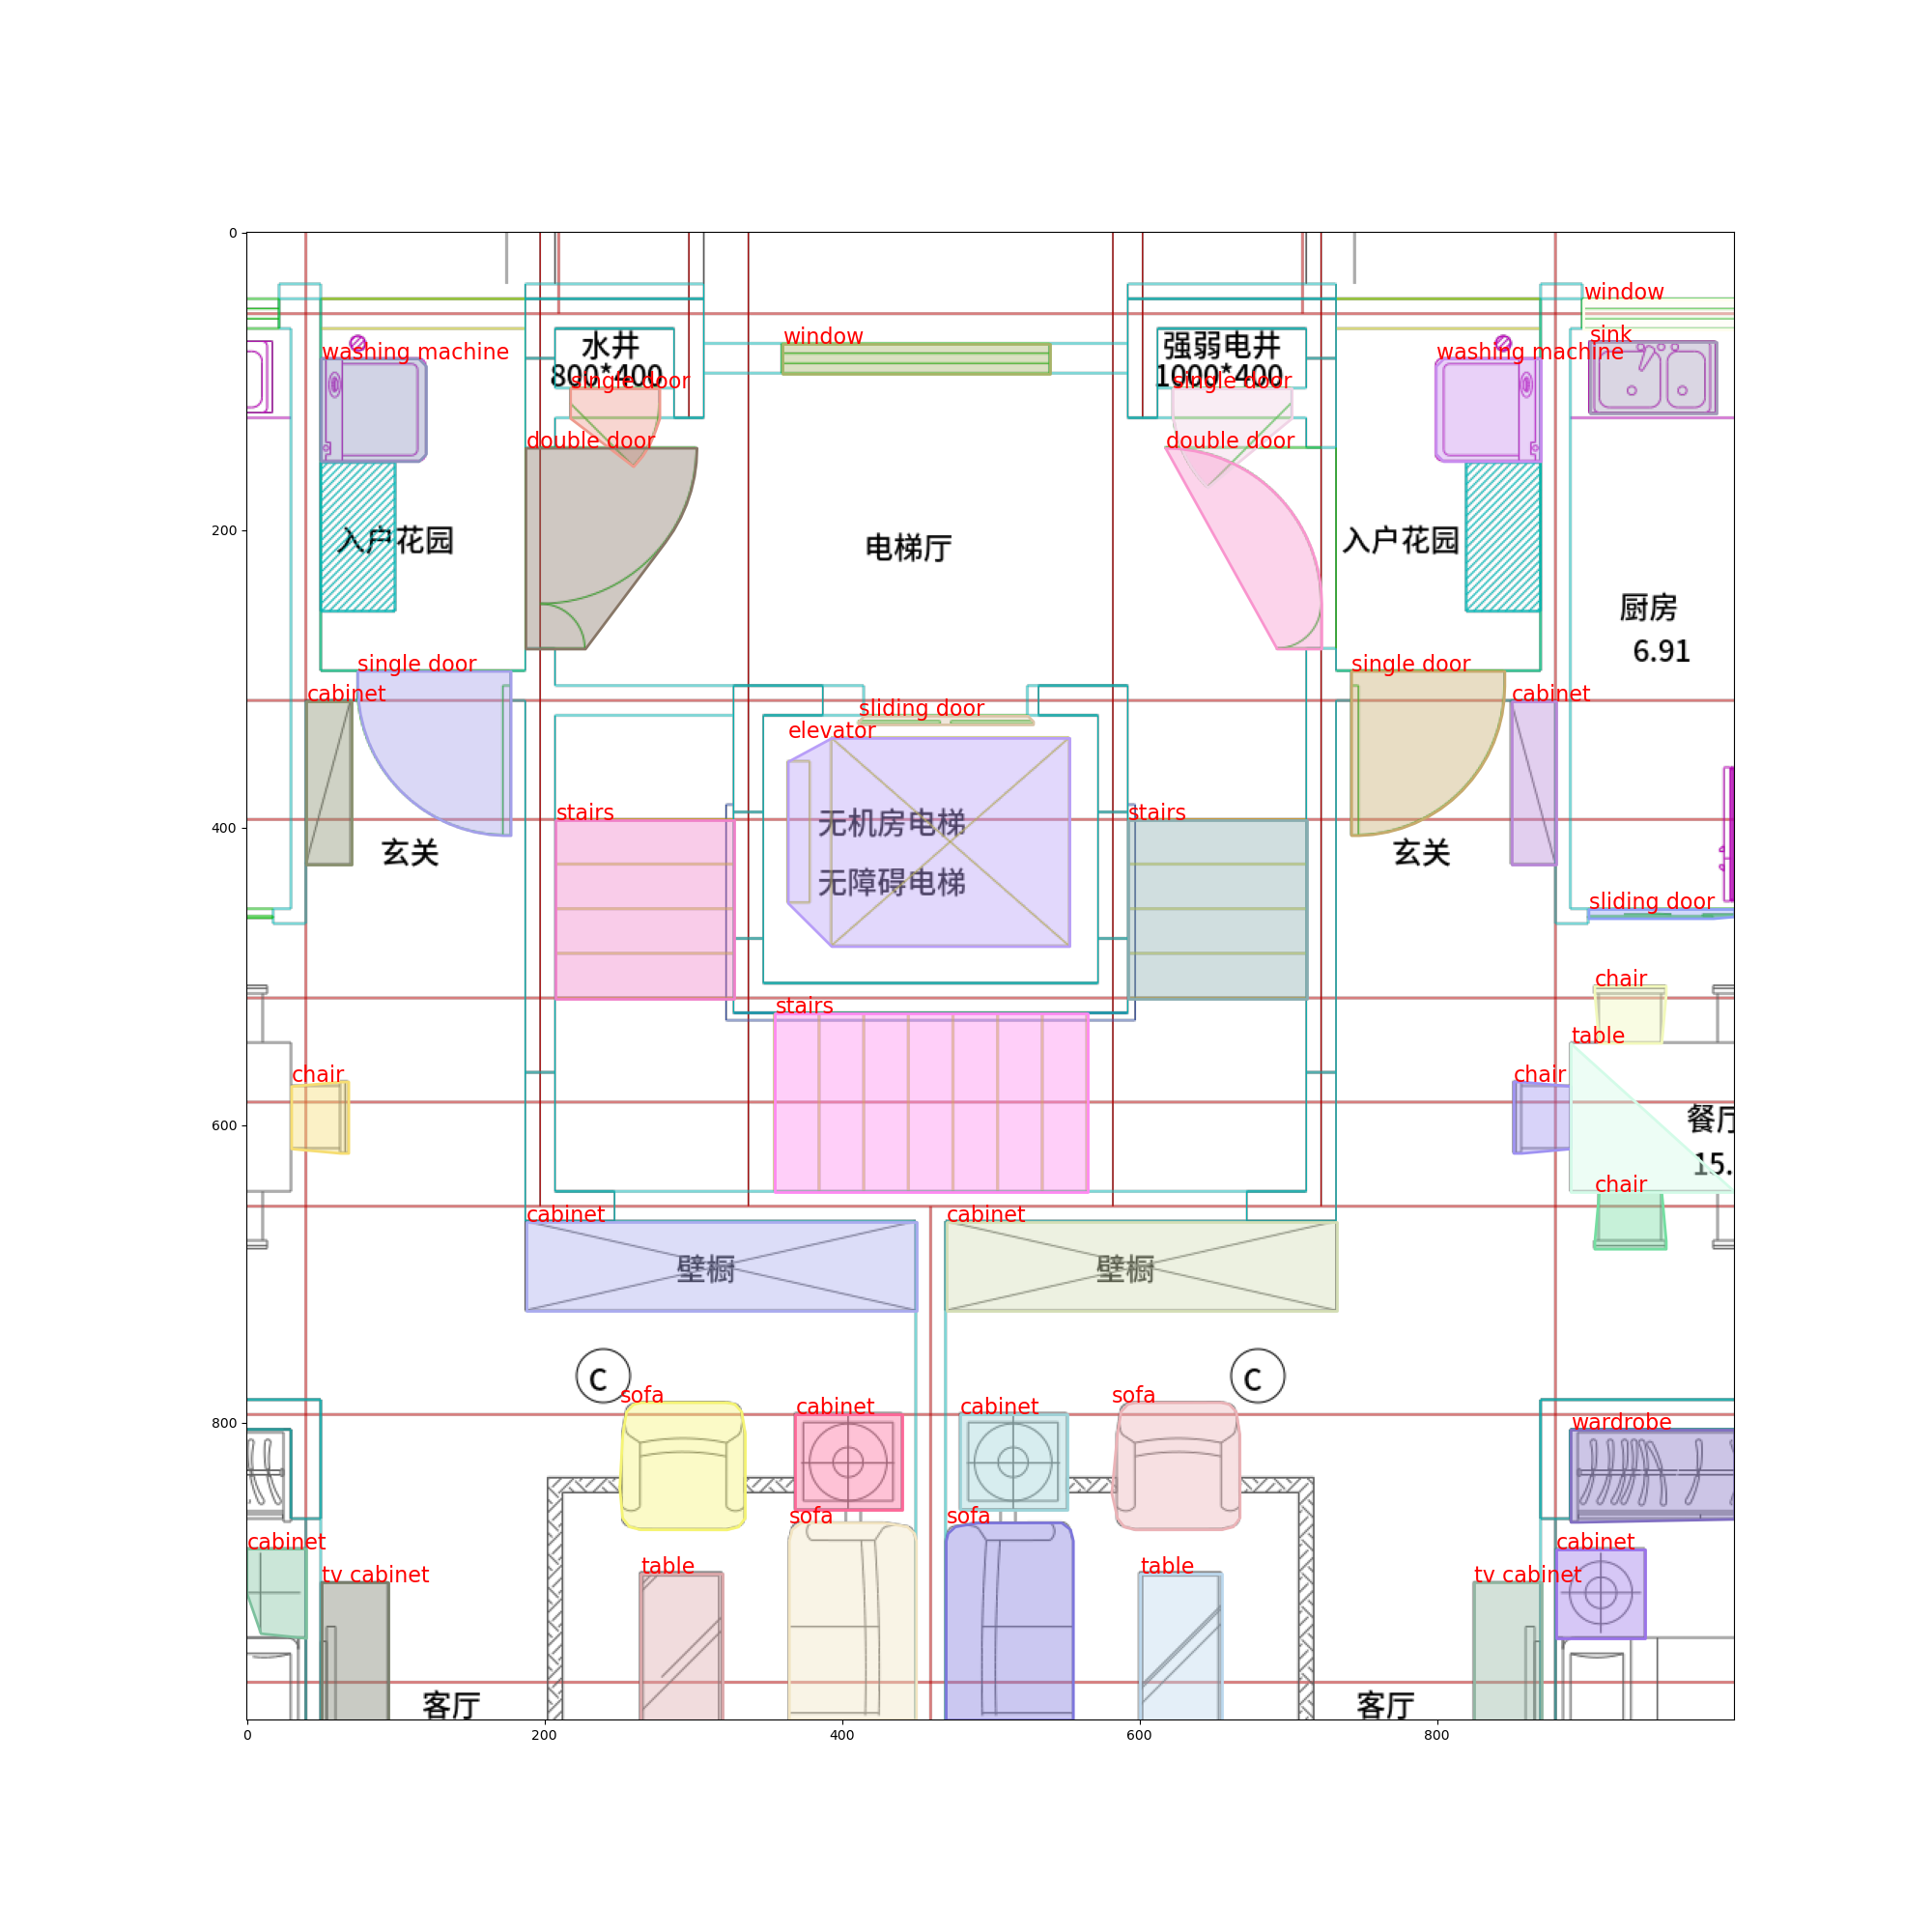 0
window
水井
window
强弱电井
sink
washing machine
washing machine
800*400
single door
1000*400
single door
double door
double door
200
入户花园
电梯厅
入户花园
厨房
6.91
single door
single door
cabinet
cabinet
sliding door
elevator
stairs
无机房电梯
stairs
400
玄关
玄关
无障碍电梯
sliding door
chair
stairs
table
chair
chair
600
餐厅
15.
chair
cabinet
cabinet
壁橱
壁橱
C
C
sofa
sofa
cabinet
cabinet
800
wardrobe
sofa
sofa
cabinet
cabinet
table
table
tv cabinet
tv cabinet
客厅
客厅
0
200
400
600
800